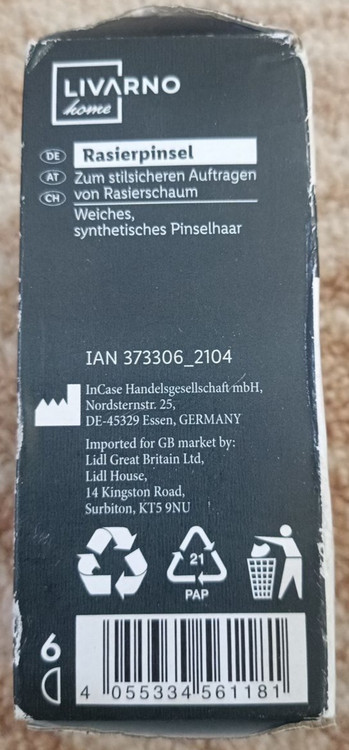 LIVARNO
home
DE
Rasierpinsel
AT
Zum stilsicheren Auftragen
CH
von Rasierschaum
Weiches,
synthetisches Pinselhaar
IAN 373306_2104
InCase Handelsgesellschaft mbH,
Nordsternstr. 25,
DE-45329 Essen, GERMANY
Imported for GB market by:
Lidl Great Britain Ltd,
Lidl House,
14 Kingston Road,
Surbiton, KT5 9NU
21
PAP
6
4 055334 561181